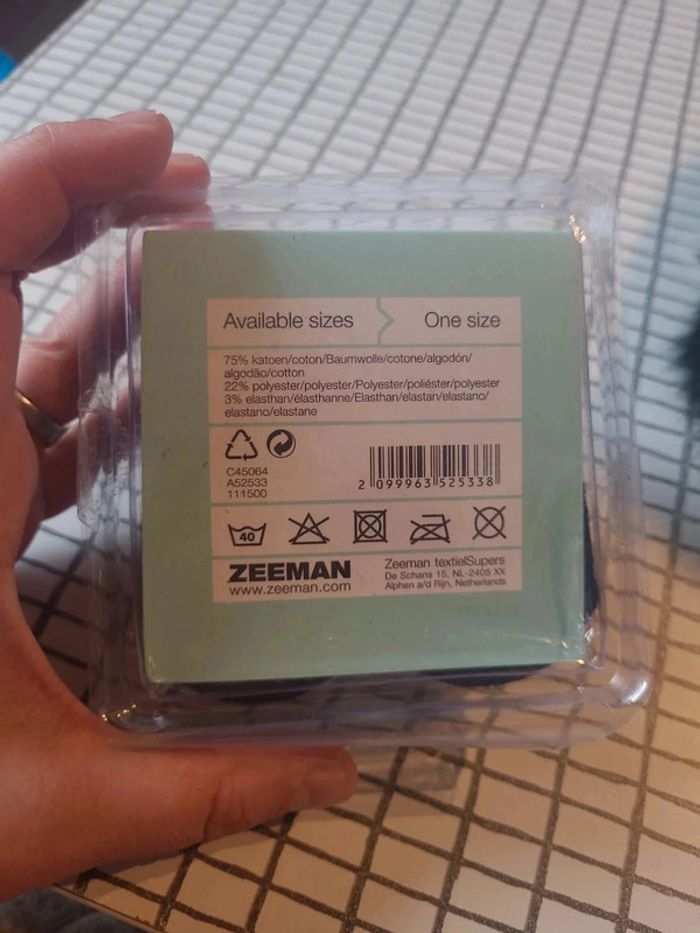 Available sizes One size
75% katoen/coton/Baumwolle/cotone/algodón/
algodão/cotton
22% polyester/polyester/Polyester/poliéster/polyester
3% elasthan/élasthanne/Elasthan/elastan/elastano/
elastano/elastane
C45064
A52533
111500
2 099963 525338
40
ZEEMAN
www.zeeman.com
Zeeman textielSupers
De Schans 15, NL-2405 XX
Alphen a/d Rijn, Netherlands